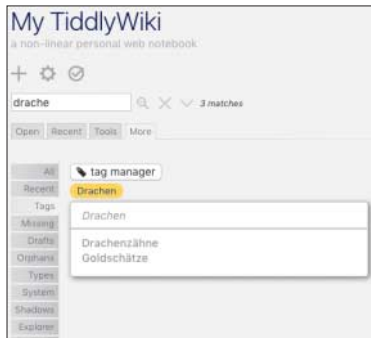 My TiddlyWiki
a non-linear personal web notebook
drache 3 matches
Open Recent Tools More
All
Recent
Tags
Missing
Drafts
Orphans
Types
System
Shadows
Explorer
tag manager
Drachen
Drachen
Drachenzähne
Goldschätze